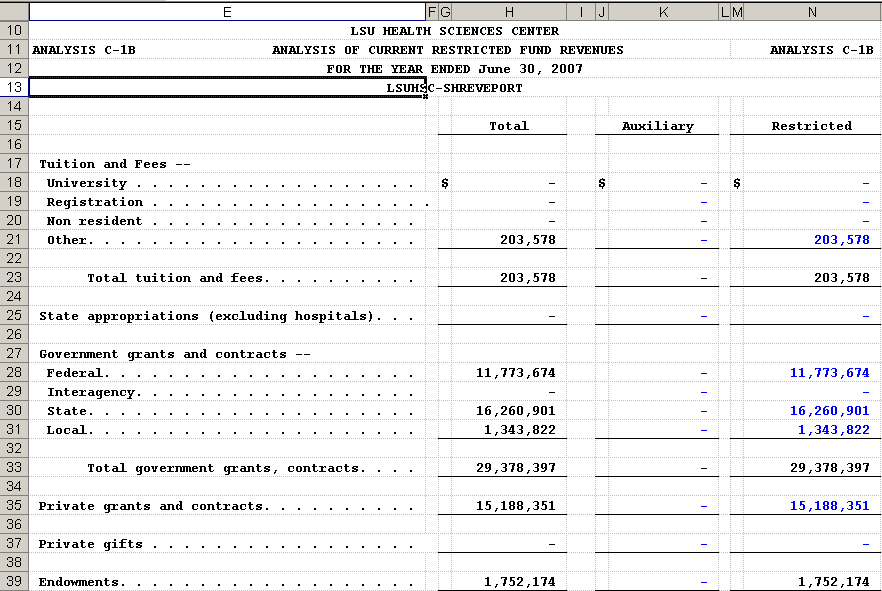 E F G H I J K L M N
10 LSU HEALTH SCIENCES CENTER
11 ANALYSIS C-1B ANALYSIS OF CURRENT RESTRICTED FUND REVENUES ANALYSIS C-1B
12 FOR THE YEAR ENDED June 30, 2007
13 LSUHSC-SHREVEPORT
14
15 Total Auxiliary Restricted
16
17 Tuition and Fees --
18 University . . . . . . . . . . . . . . . . . . $ - $ - $ -
19 Registration . . . . . . . . . . . . . . . . . . - - -
20 Non resident . . . . . . . . . . . . . . . . . - - -
21 Other. . . . . . . . . . . . . . . . . . . . . 203,578 - 203,578
22
23 Total tuition and fees. . . . . . . . . . 203,578 - 203,578
24
25 State appropriations (excluding hospitals). . . - - -
26
27 Government grants and contracts --
28 Federal. . . . . . . . . . . . . . . . . . . . 11,773,674 - 11,773,674
29 Interagency. . . . . . . . . . . . . . . . . . - - -
30 State. . . . . . . . . . . . . . . . . . . . . 16,260,901 - 16,260,901
31 Local. . . . . . . . . . . . . . . . . . . . . 1,343,822 - 1,343,822
32
33 Total government grants, contracts. . . . 29,378,397 - 29,378,397
34
35 Private grants and contracts. . . . . . . . . . 15,188,351 - 15,188,351
36
37 Private gifts . . . . . . . . . . . . . . . . . - - -
38
39 Endowments. . . . . . . . . . . . . . . . . . . 1,752,174 - 1,752,174